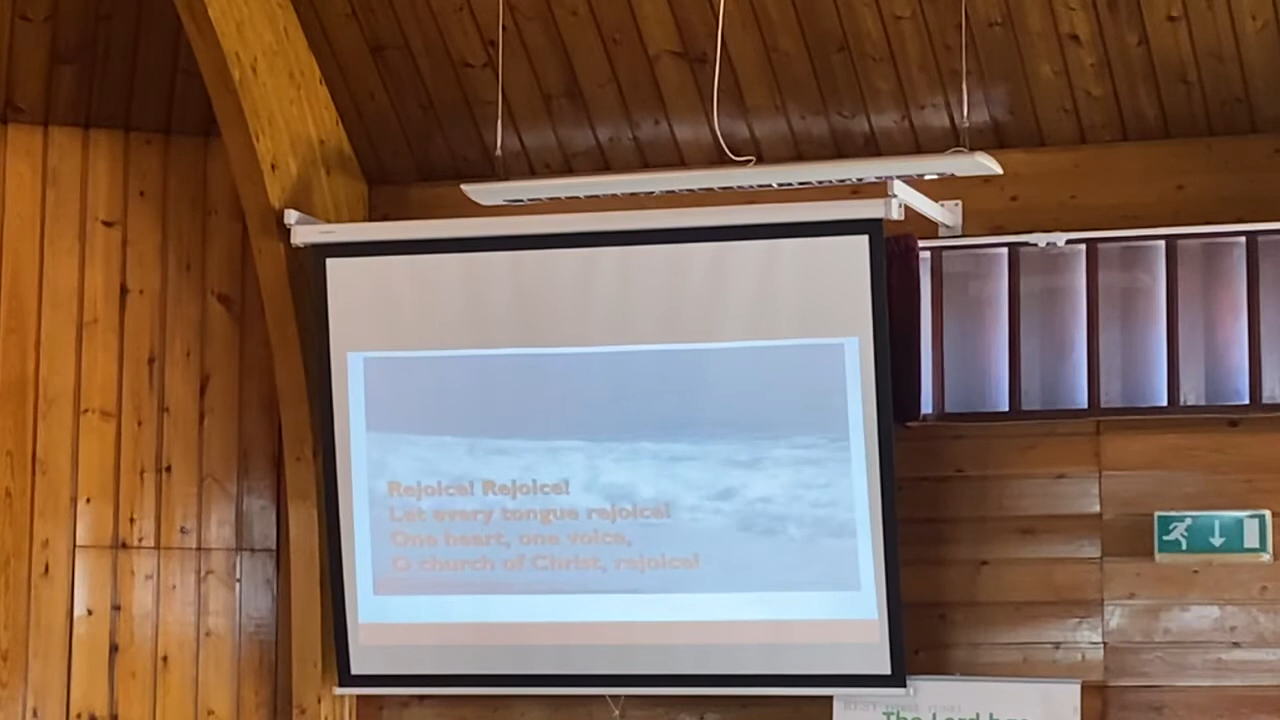 Rejoice! Rejoice!
Let every tongue rejoice!
One heart, one voice,
O church of Christ, rejoice!
The Lord has